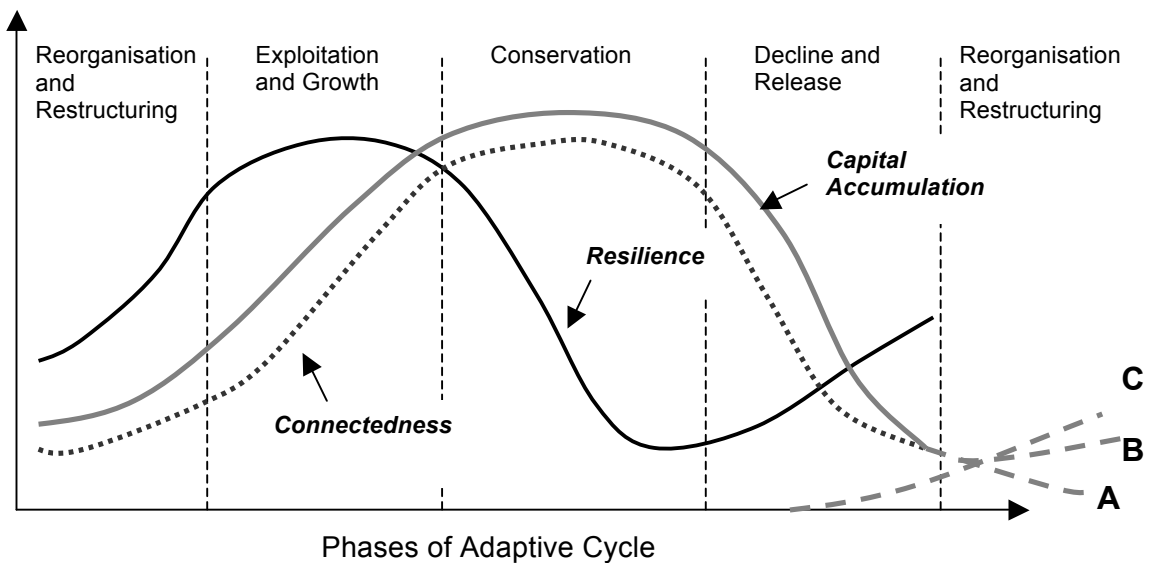 Reorganisation
and
Restructuring
Exploitation
and Growth
Conservation
Decline and
Release
Reorganisation
and
Restructuring
Capital
Accumulation
Resilience
Connectedness
C
B
A
Phases of Adaptive Cycle